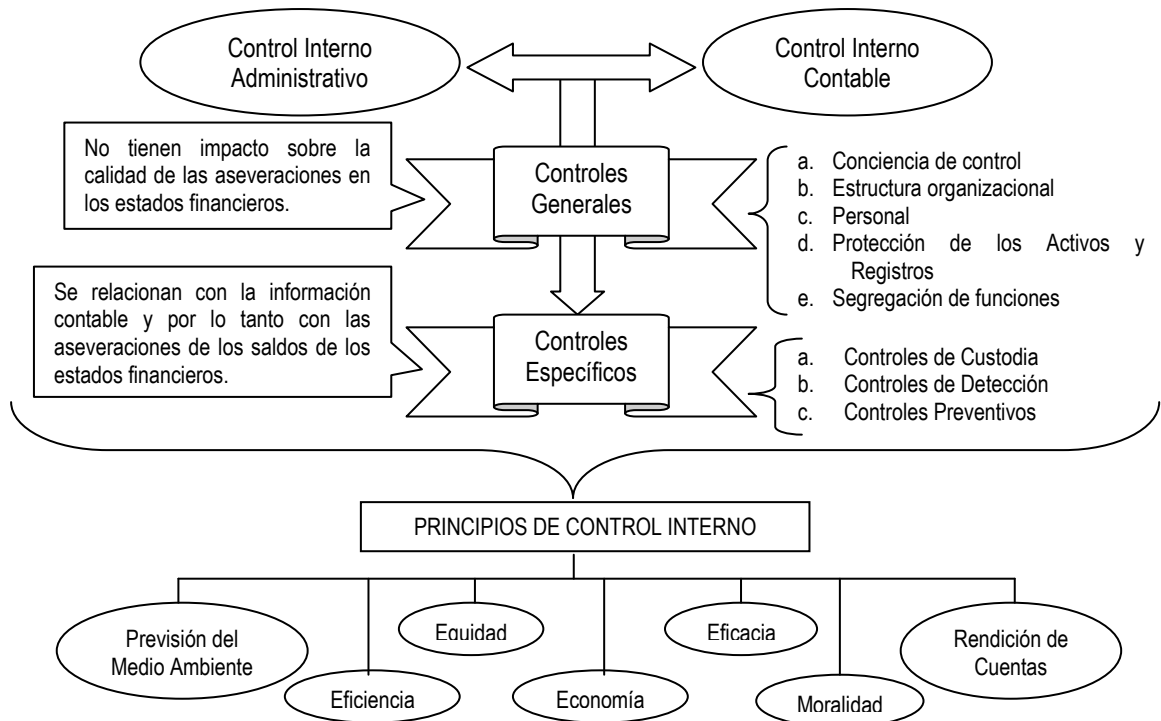 Control Interno
Administrativo
Control Interno
Contable
No tienen impacto sobre la
calidad de las aseveraciones en
los estados financieros.
Controles
Generales
a. Conciencia de control
b. Estructura organizacional
c. Personal
d. Protección de los Activos y
Registros
e. Segregación de funciones
Se relacionan con la información
contable y por lo tanto con las
aseveraciones de los saldos de los
estados financieros.
Controles
Específicos
a. Controles de Custodia
b. Controles de Detección
c. Controles Preventivos
PRINCIPIOS DE CONTROL INTERNO
Previsión del
Medio Ambiente
Eficiencia
Equidad
Economía
Eficacia
Moralidad
Rendición de
Cuentas